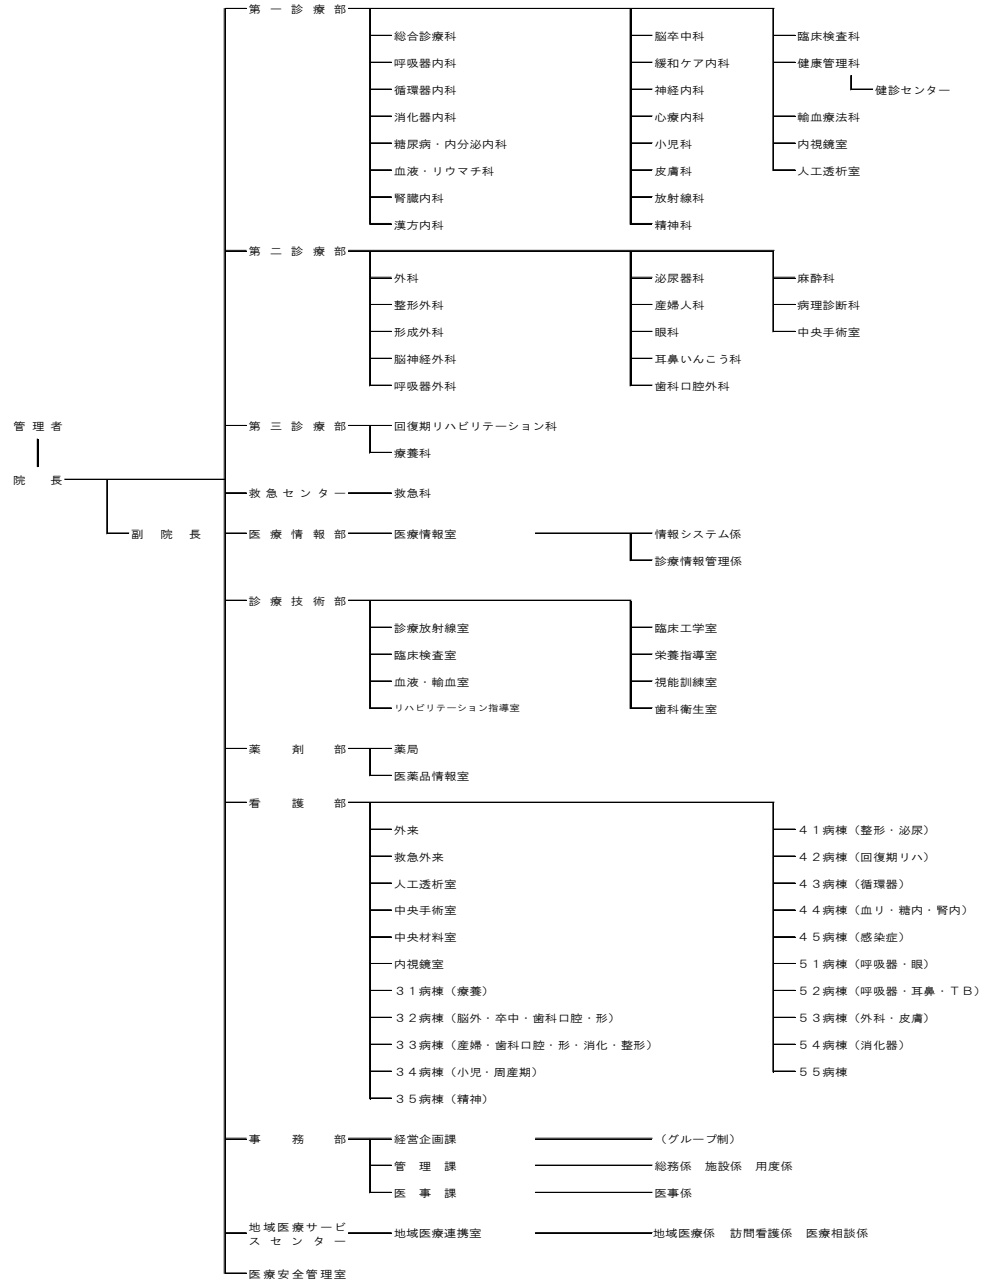 第一診療部
総合診療科
脳卒中科
臨床検査科
呼吸器内科
緩和ケア内科
健康管理科
循環器内科
神経内科
健診センター
消化器内科
心療内科
輸血療法科
糖尿病・内分泌内科
小児科
内視鏡室
血液・リウマチ科
皮膚科
人工透析室
腎臓内科
放射線科
漢方内科
精神科
第二診療部
外科
泌尿器科
麻酔科
整形外科
産婦人科
病理診断科
形成外科
眼科
中央手術室
脳神経外科
耳鼻いんこう科
呼吸器外科
歯科口腔外科
管理者
第三診療部
回復期リハビリテーション科
療養科
院長
救急センター
救急科
副院長
医療情報部
医療情報室
情報システム係
診療情報管理係
診療技術部
診療放射線室
臨床工学室
臨床検査室
栄養指導室
血液・輸血室
視能訓練室
リハビリテーション指導室
歯科衛生室
薬剤部
薬局
医薬品情報室
看護部
外来
41病棟(整形・泌尿)
救急外来
42病棟(回復期リハ)
人工透析室
43病棟(循環器)
中央手術室
44病棟(血リ・糖内・腎内)
中央材料室
45病棟(感染症)
内視鏡室
51病棟(呼吸器・眼)
31病棟(療養)
52病棟(呼吸器・耳鼻・TB)
32病棟(脳外・卒中・歯科口腔・形)
53病棟(外科・皮膚)
33病棟(産婦・歯科口腔・形・消化・整形)
54病棟(消化器)
34病棟(小児・周産期)
55病棟
35病棟(精神)
事務部
経営企画課
(グループ制)
管理課
総務係 施設係 用度係
医事課
医事係
地域医療サービ
スセンター
地域医療連携室
地域医療係 訪問看護係 医療相談係
医療安全管理室